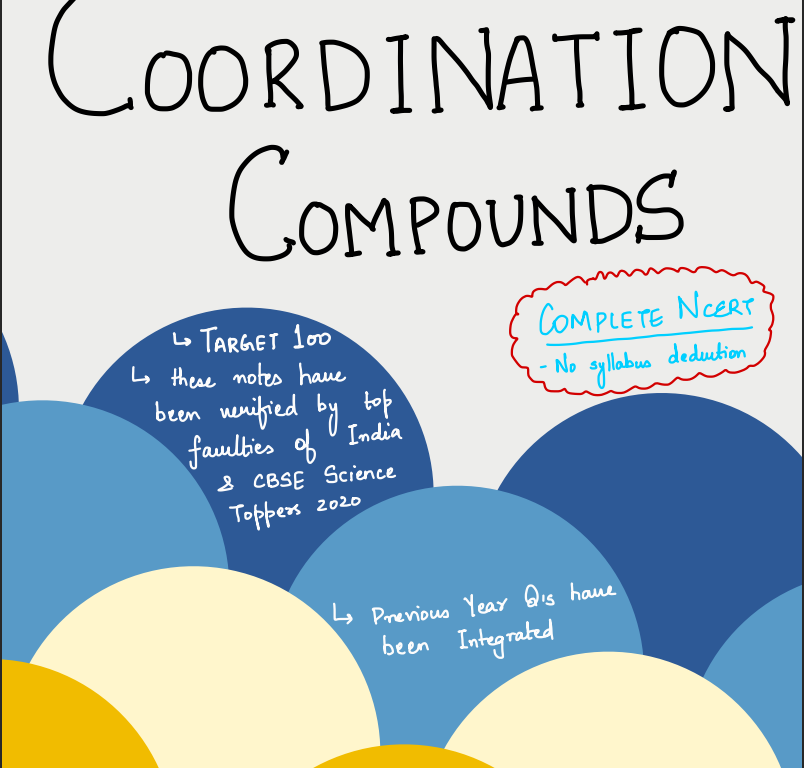 COORDINATION
COMPOUNDS
COMPLETE NCERT
- No syllabus deduction
↳ TARGET 100
↳ these notes have
been verified by top
faulties of India
& CBSE Science
Toppers 2020
↳ Previous Year Q's have
been Integrated